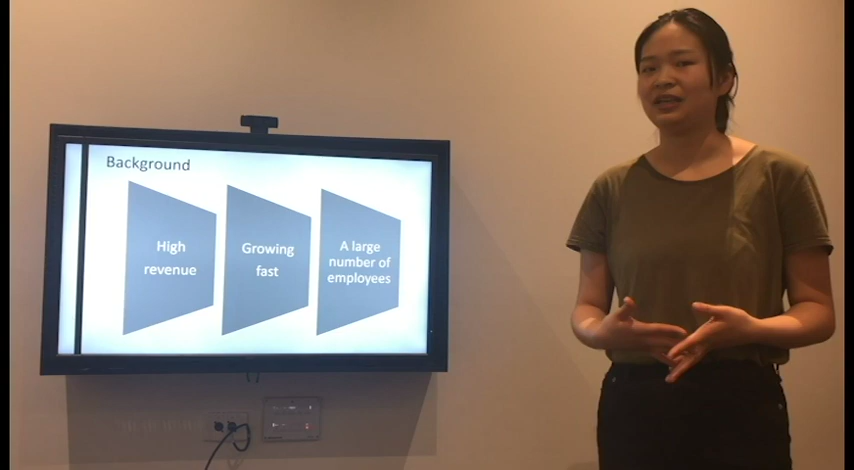 Background
High
revenue
Growing
fast
A large
number of
employees